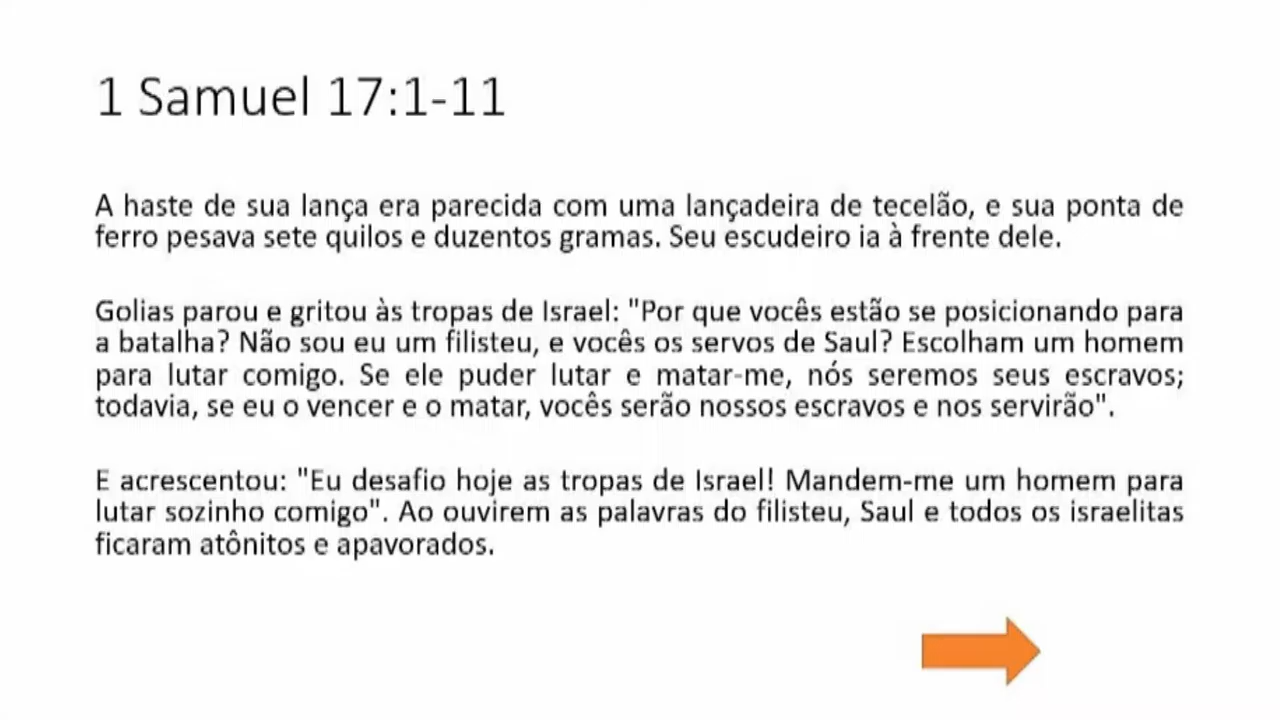 1 Samuel 17:1-11
A haste de sua lança era parecida com uma lançadeira de tecelão, e sua ponta de
ferro pesava sete quilos e duzentos gramas. Seu escudeiro ia à frente dele.
Golias parou e gritou às tropas de Israel: "Por que vocês estão se posicionando para
a batalha? Não sou eu um filisteu, e vocês os servos de Saul? Escolham um homem
para lutar comigo. Se ele puder lutar e matar-me, nós seremos seus escravos;
todavia, se eu o vencer e o matar, vocês serão nossos escravos e nos servirão".
E acrescentou: "Eu desafio hoje as tropas de Israel! Mandem-me um homem para
lutar sozinho comigo". Ao ouvirem as palavras do filisteu, Saul e todos os israelitas
ficaram atônitos e apavorados.